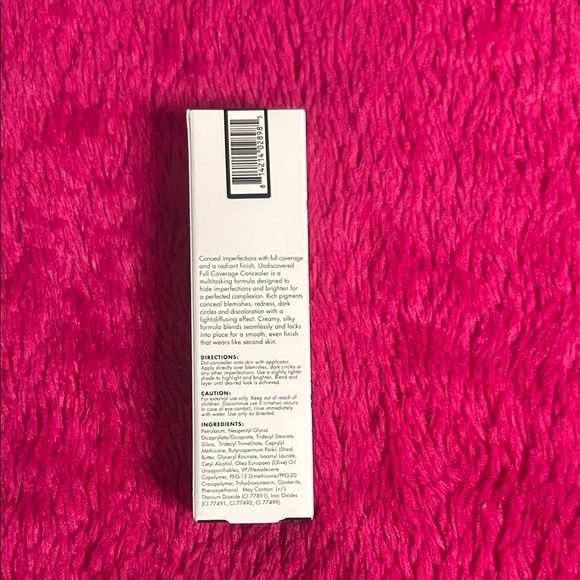 8 14214 02898 5
Conceal imperfections with full coverage
and a radiant finish. Undiscovered
Full Coverage Concealer is a
multitasking formula designed to
hide imperfections and brighten for
a perfected complexion. Rich pigments
conceal blemishes, redness, dark
circles and discoloration with a
light-diffusing effect. Creamy, silky
formula blends seamlessly and locks
into place for a smooth, even finish
that wears like second skin.
DIRECTIONS:
Dot concealer onto skin with applicator.
Apply directly over blemishes, dark circles or
any other imperfections. Use a slightly lighter
shade to highlight and brighten. Blend and
layer until desired look is achieved.
CAUTION:
For external use only. Keep out of reach of
children. Discontinue use if irritation occurs.
In case of eye contact, rinse immediately
with water. Use only as directed.
INGREDIENTS:
Petrolatum, Neopentyl Glycol
Dicaprylate/Dicaprate, Tridecyl Stearate,
Silica, Tridecyl Trimellitate, Caprylyl
Methicone, Butyrospermum Parkii (Shea)
Butter, Glyceryl Rosinate, Isoamyl Laurate,
Cetyl Alcohol, Olea Europaea (Olive) Oil
Unsaponifiables, VP/Hexadecene
Copolymer, PEG-12 Dimethicone/PPG-20
Crosspolymer, Trihydroxystearin, Ozokerite,
Phenoxyethanol. May Contain: (+/-)
Titanium Dioxide (CI 77891), Iron Oxides
(CI 77491, CI 77492, CI 77499)